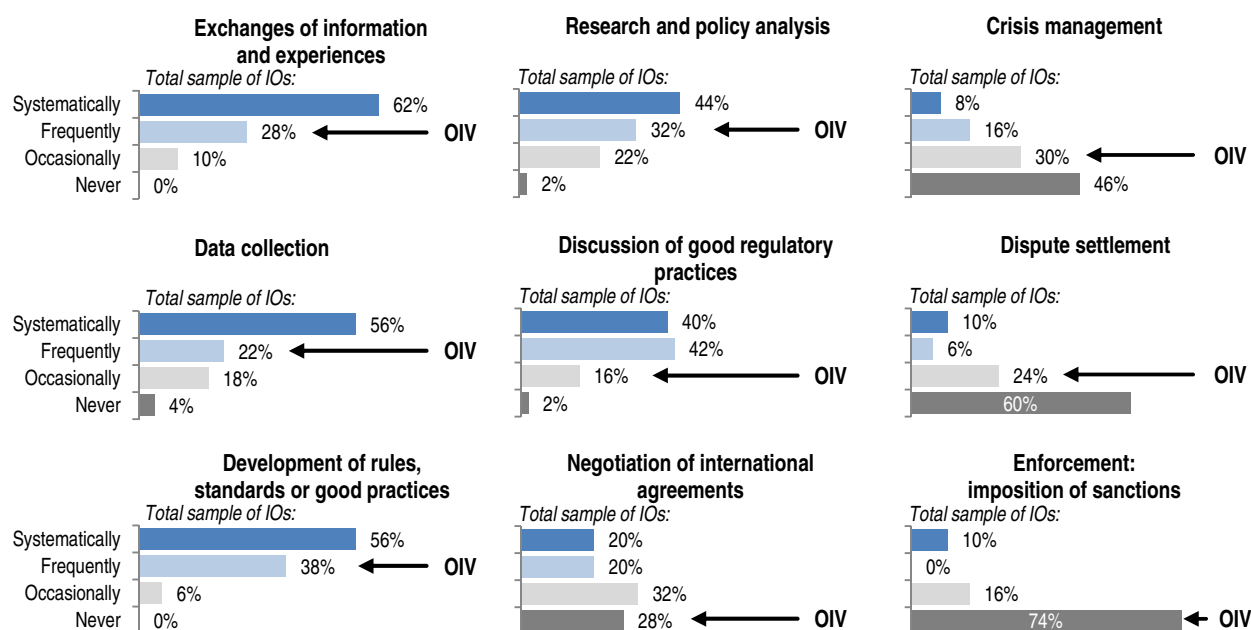 Exchanges of information
and experiences
Total sample of IOs:
Systematically 62%
Frequently 28% OIV
Occasionally 10%
Never 0%
Research and policy analysis
Total sample of IOs:
44%
32% OIV
22%
2%
Crisis management
Total sample of IOs:
8%
16%
30% OIV
46%
Data collection
Total sample of IOs:
Systematically 56%
Frequently 22% OIV
Occasionally 18%
Never 4%
Discussion of good regulatory
practices
Total sample of IOs:
40%
42%
16% OIV
2%
Dispute settlement
Total sample of IOs:
10%
6%
24% OIV
60%
Development of rules,
standards or good practices
Total sample of IOs:
Systematically 56%
Frequently 38% OIV
Occasionally 6%
Never 0%
Negotiation of international
agreements
Total sample of IOs:
20%
20%
32%
28% OIV
Enforcement:
imposition of sanctions
Total sample of IOs:
10%
0%
16%
74% OIV